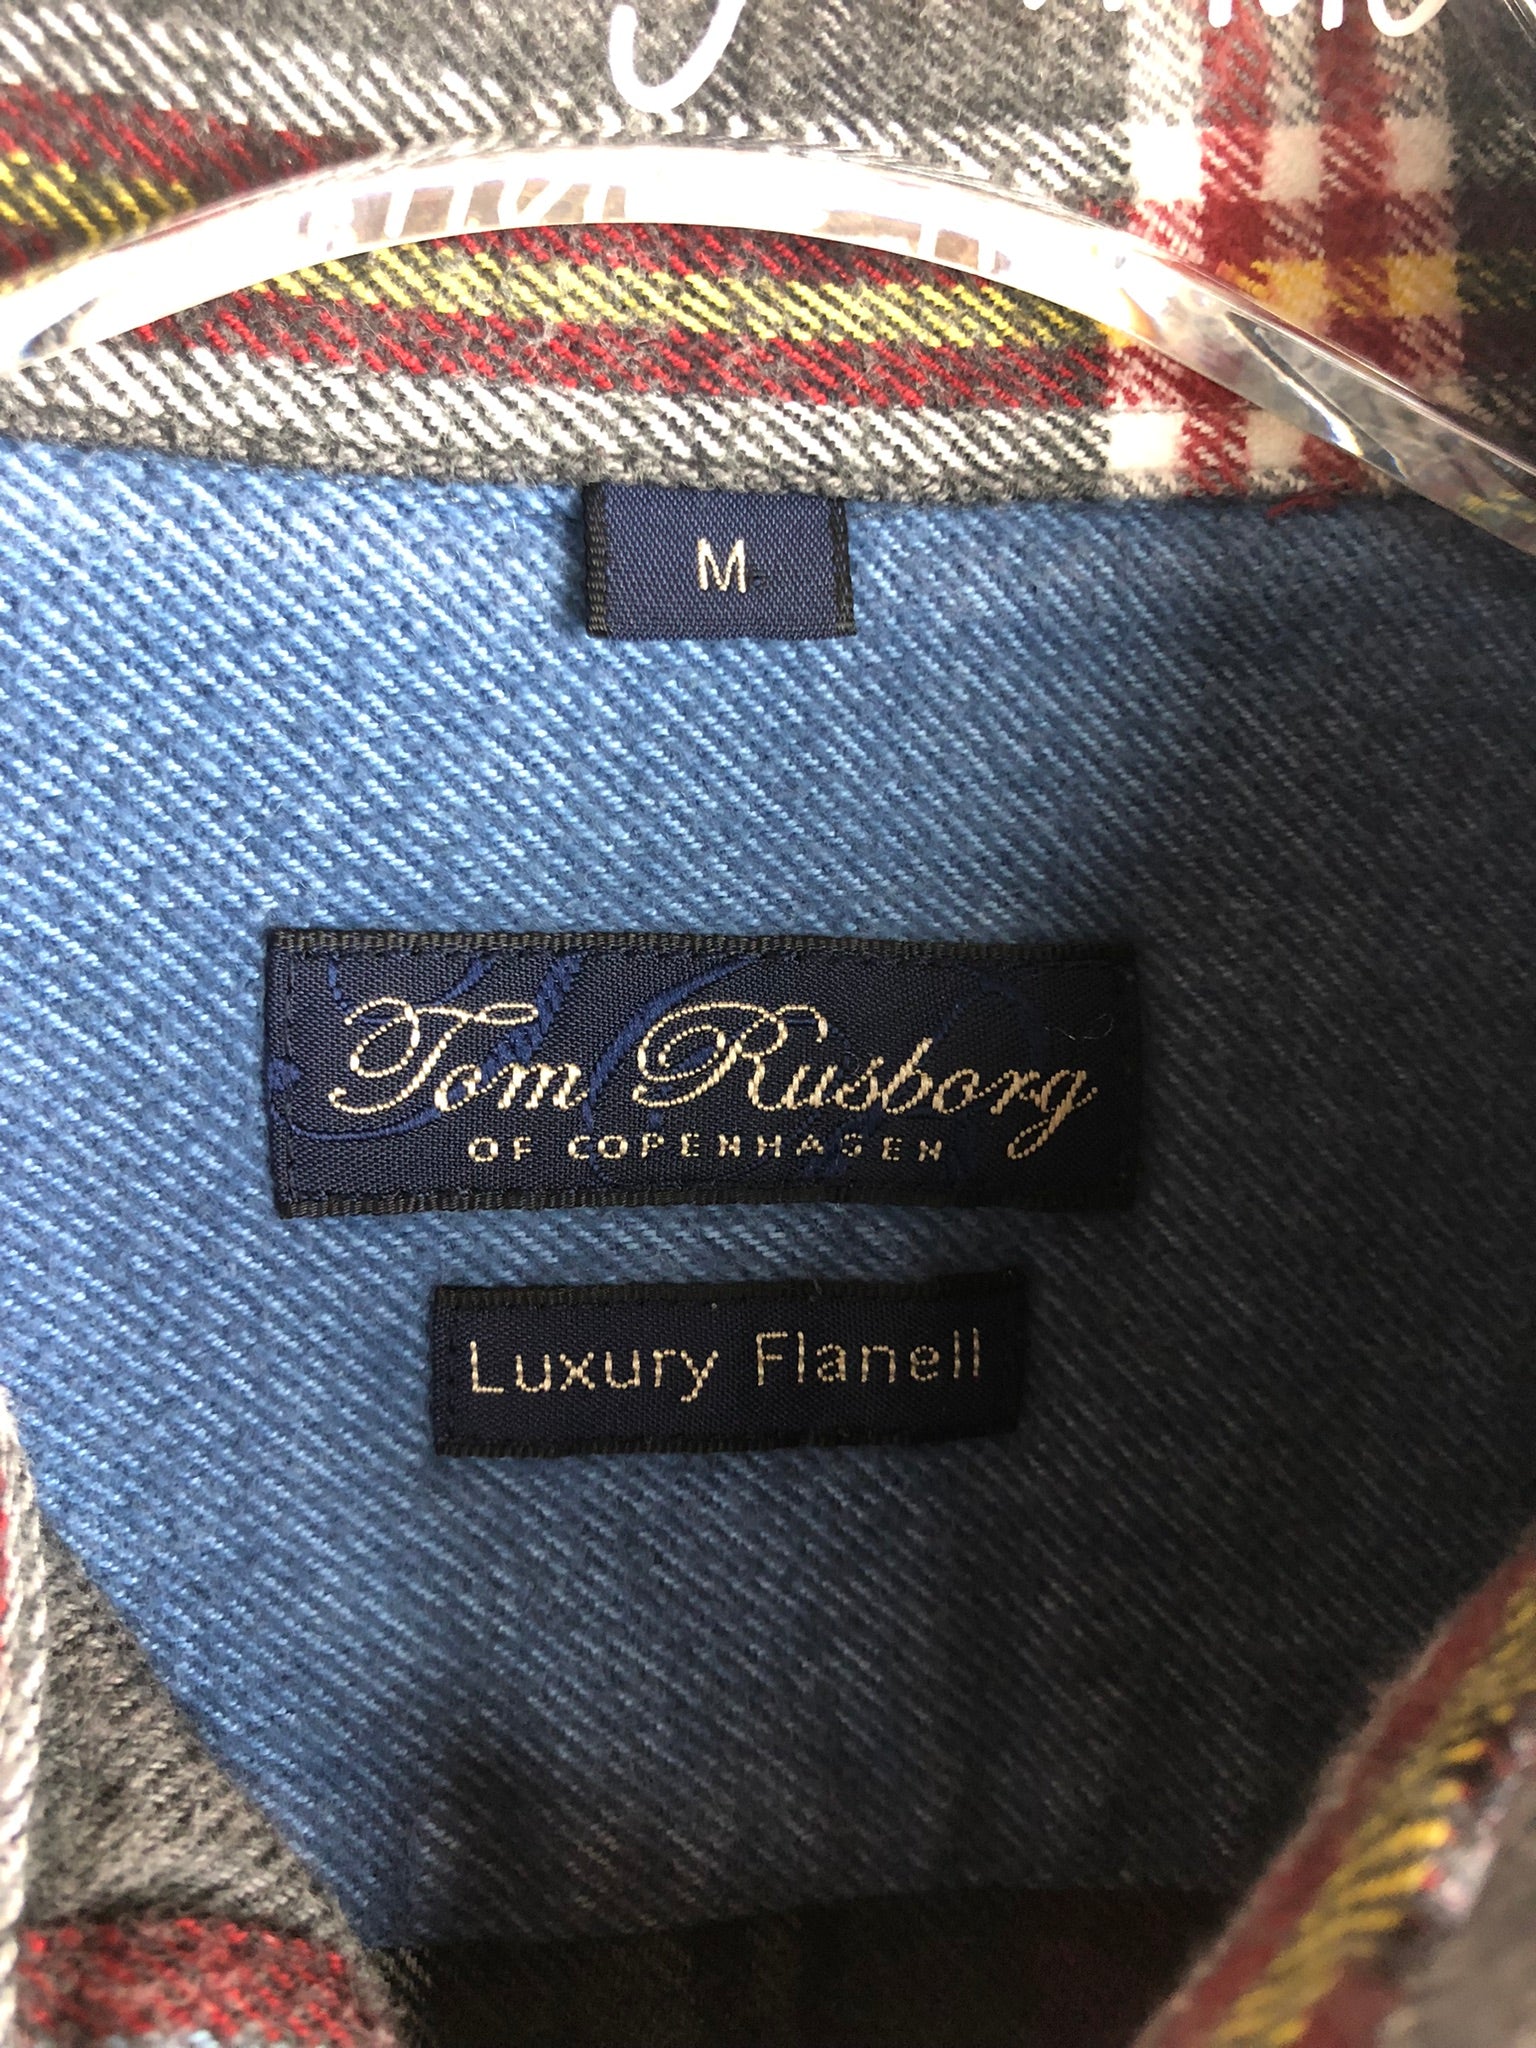 M
Tom Rusborg
OF COPENHAGEN
Luxury Flanell